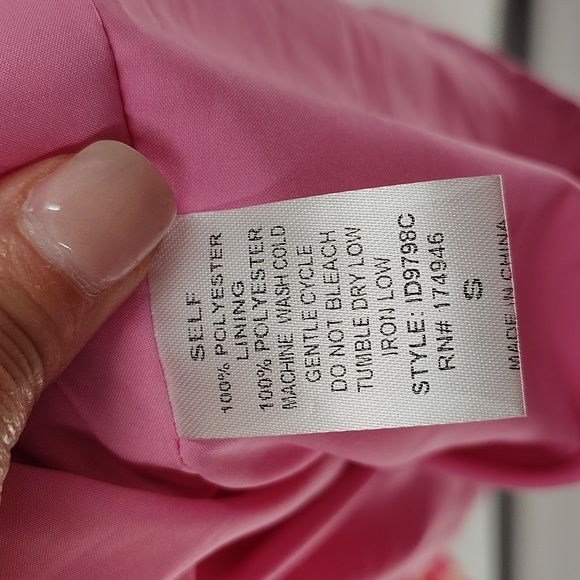 SELF
100% POLYESTER
LINING
100% POLYESTER
MACHINE WASH COLD
GENTLE CYCLE
DO NOT BLEACH
TUMBLE DRY LOW
IRON LOW
STYLE: ID9798C
RN# 174946
S
MADE IN CHINA